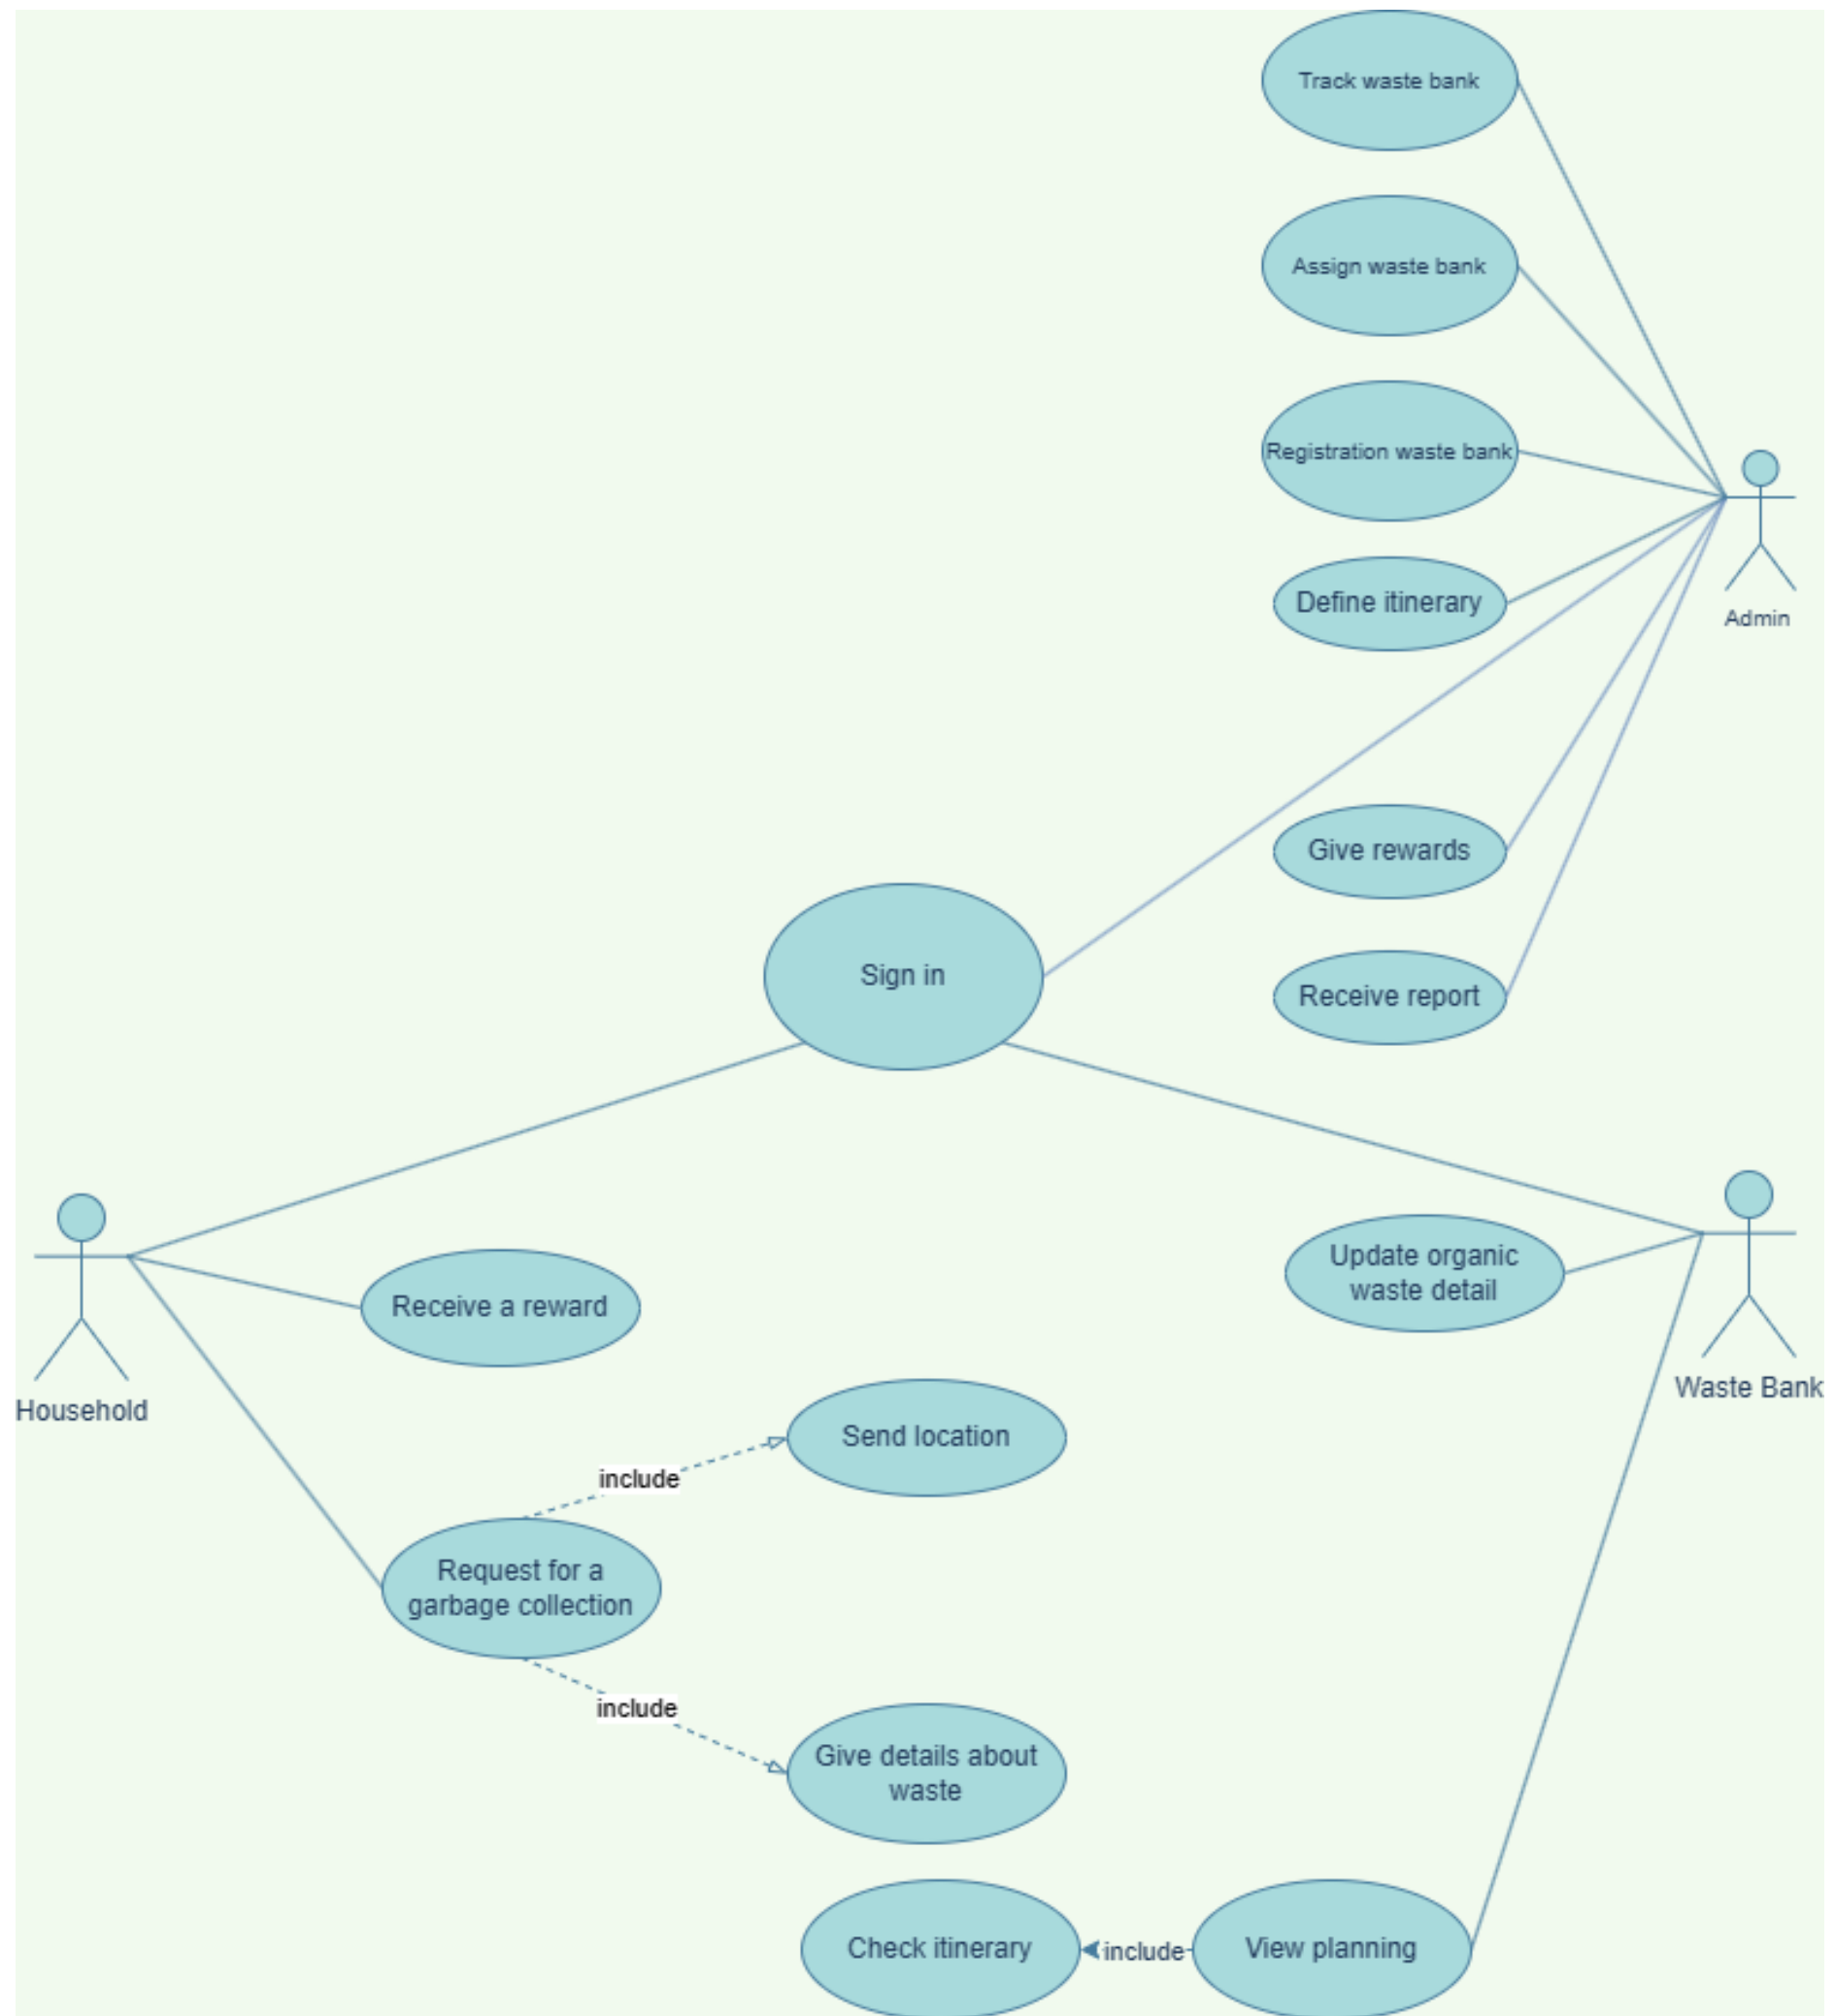 Track waste bank
Assign waste bank
Registration waste bank
Define itinerary
Admin
Give rewards
Sign in
Receive report
Household
Receive a reward
Update organic
waste detail
Waste Bank
Send location
include
Request for a
garbage collection
include
Give details about
waste
Check itinerary
include
View planning